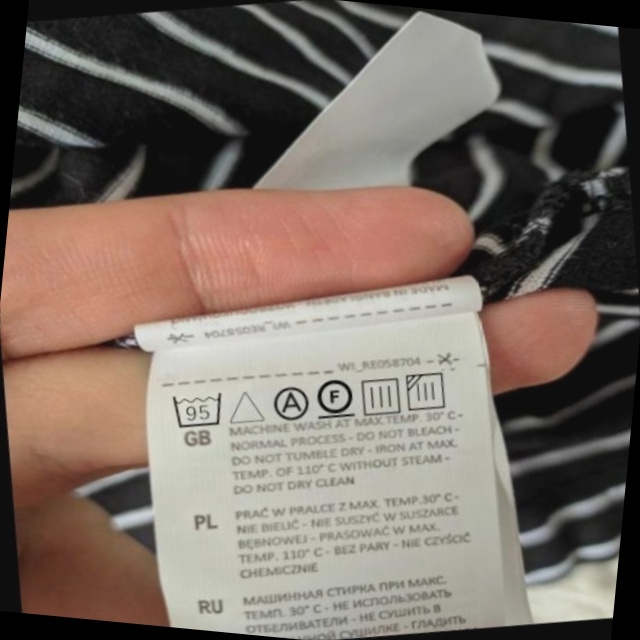 WI_RE058704
WI_RE058704
95 A F
GB
MACHINE WASH AT MAX.TEMP. 30° C -
NORMAL PROCESS - DO NOT BLEACH -
DO NOT TUMBLE DRY - IRON AT MAX.
TEMP. OF 110° C WITHOUT STEAM -
DO NOT DRY CLEAN
PL
PRAĆ W PRALCE Z MAX. TEMP.30° C -
NIE BIELIĆ - NIE SUSZYĆ W SUSZARCE
BĘBNOWEJ - PRASOWAĆ W MAX.
TEMP. 110° C - BEZ PARY - NIE CZYŚCIĆ
CHEMICZNIE
RU
МАШИННАЯ СТИРКА ПРИ МАКС.
ТЕМП. 30° C - НЕ ИСПОЛЬЗОВАТЬ
ОТБЕЛИВАТЕЛИ - НЕ СУШИТЬ В
СУШИЛКЕ - ГЛАДИТЬ